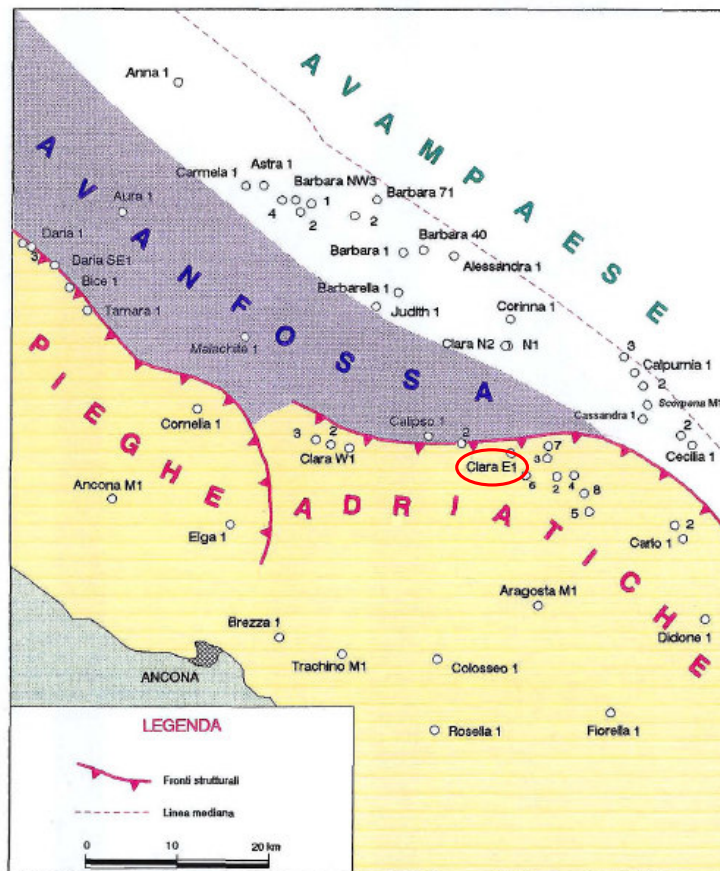 AVAMPAESE
Anna 1
AVANFOSSA
Astra 1
Carmela 1
Barbara NW3
Barbara 71
1
4
2
2
Aura 1
Barbara 40
Barbara 1
Alessandra 1
Daria 1
3
Daria SE1
Bice 1
Tamara 1
Barbarella 1
Judith 1
Corinna 1
Malachite 1
Clara N2
N1
3
Calpurnia 1
2
Scorpena M1
Cassandra 1
PIEGHE ADRIATICHE
Cornelia 1
Calipso 1
2
3
2
Clara W1
7
3
Clara E1
6
2
4
8
5
2
Cecilia 1
Ancona M1
Elga 1
2
Carlo 1
Aragosta M1
Didone 1
Brezza 1
ANCONA
Trachino M1
Colosseo 1
Rosella 1
Fiorella 1
LEGENDA
Fronti strutturali
Linea mediana
0 10 20 km